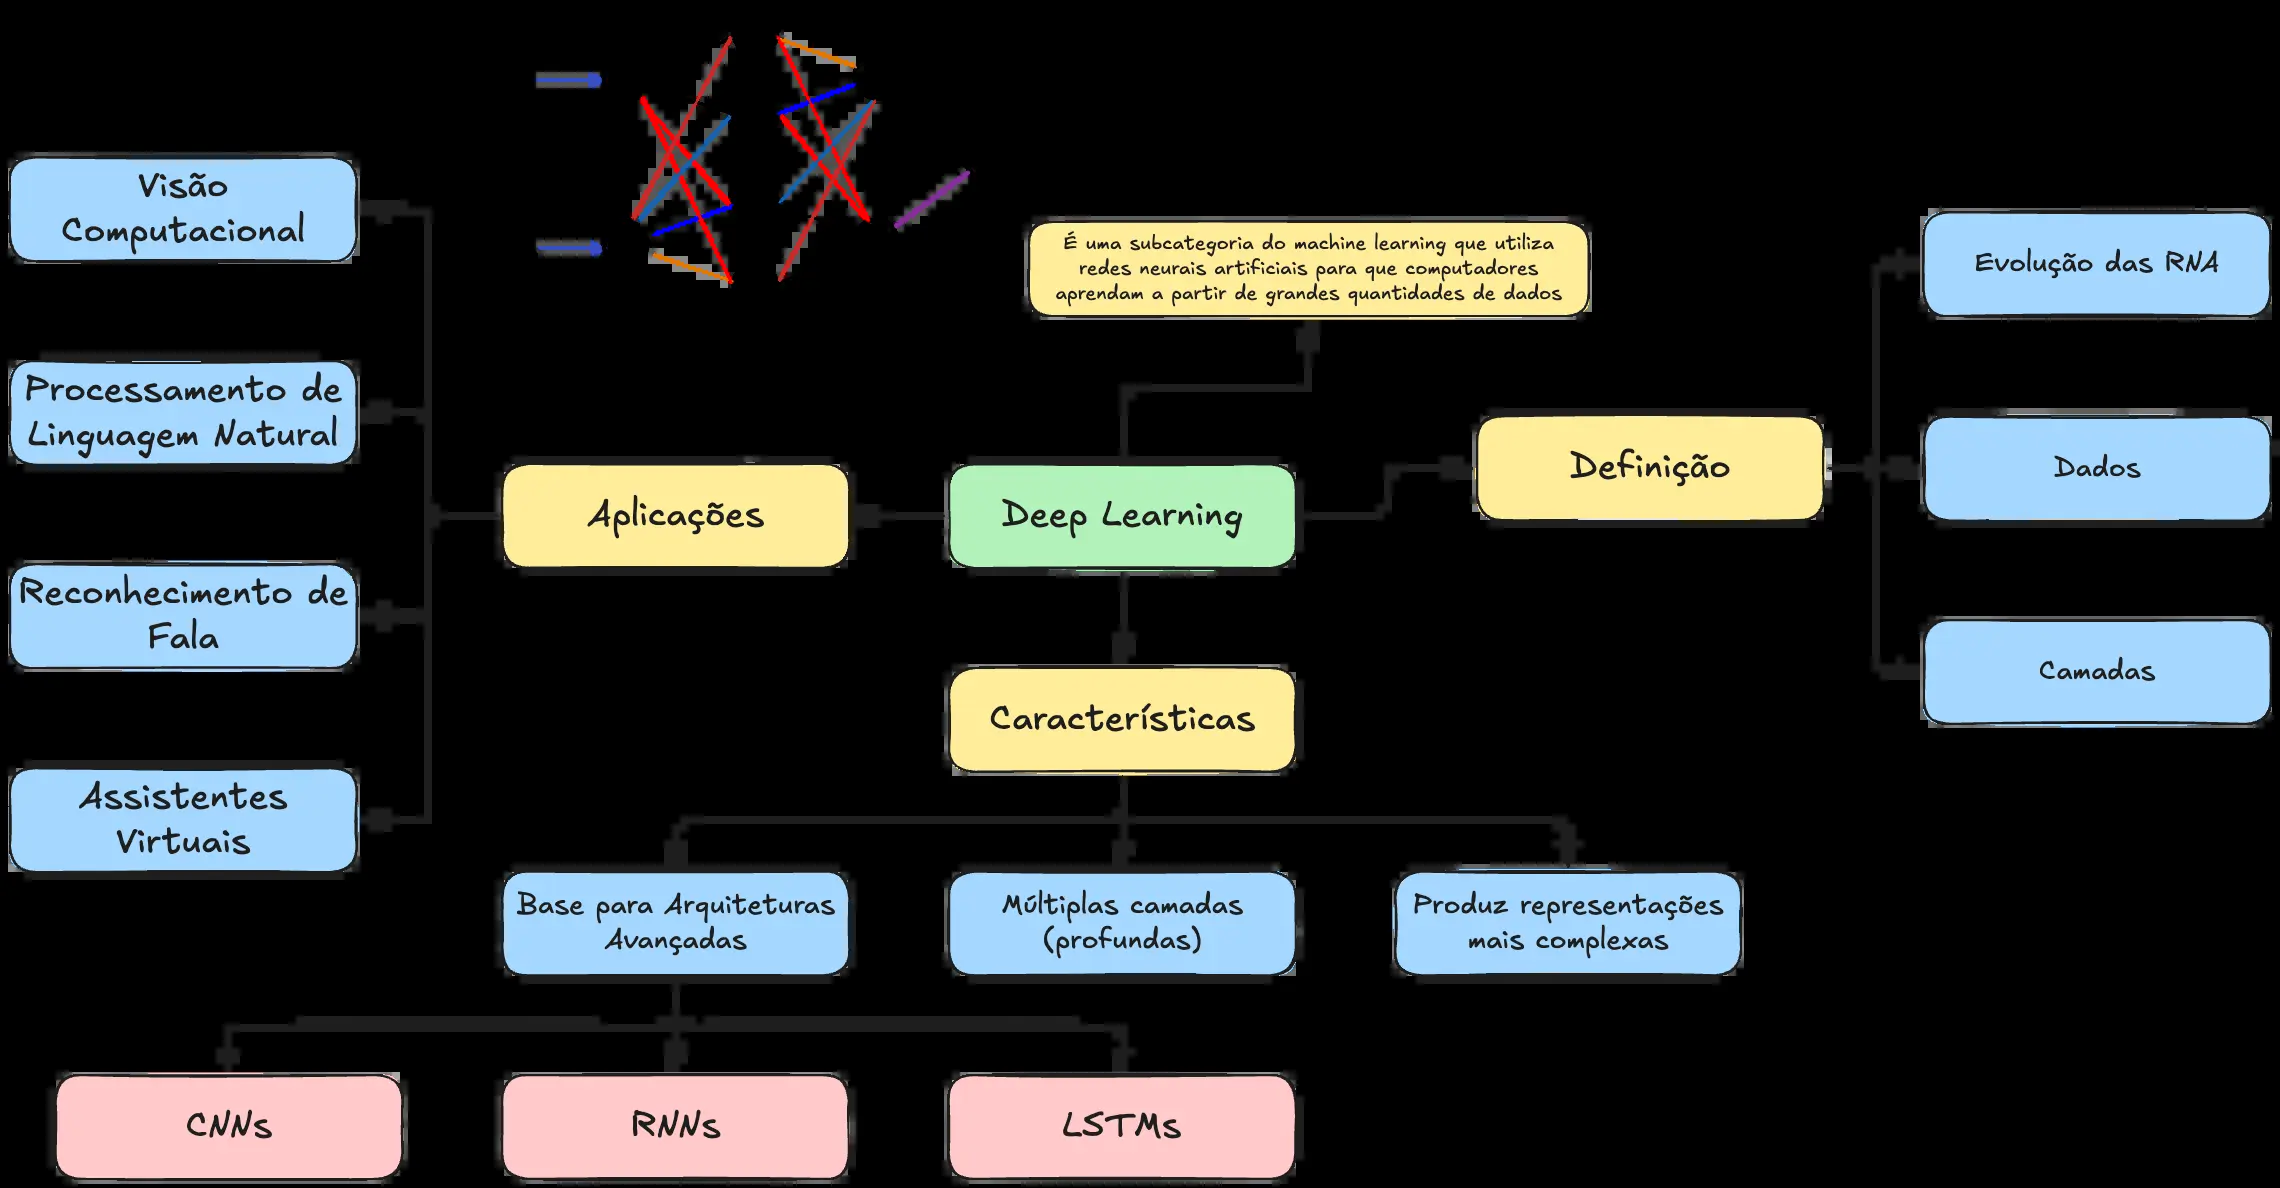 Visão
Computacional
É uma subcategoria do machine learning que utiliza
redes neurais artificiais para que computadores
aprendam a partir de grandes quantidades de dados
Evolução das RNA
Processamento de
Linguagem Natural
Aplicações
Deep Learning
Definição
Dados
Reconhecimento de
Fala
Características
Camadas
Assistentes
Virtuais
Base para Arquiteturas
Avançadas
Múltiplas camadas
(profundas)
Produz representações
mais complexas
CNNs
RNNs
LSTMs